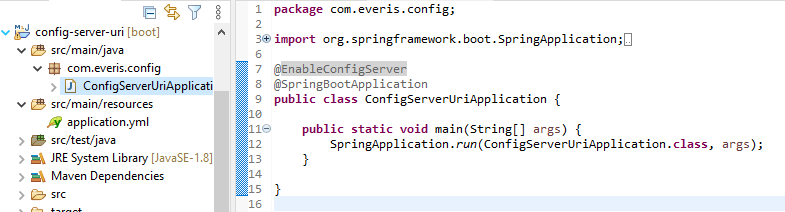 config-server-uri [boot]
src/main/java
com.everis.config
ConfigServerUriApplicati
src/main/resources
application.yml
src/test/java
JRE System Library [JavaSE-1.8]
Maven Dependencies
src
target
1 package com.everis.config;
2
3 import org.springframework.boot.SpringApplication;
6
7 @EnableConfigServer
8 @SpringBootApplication
9 public class ConfigServerUriApplication {
10
11 public static void main(String[] args) {
12 SpringApplication.run(ConfigServerUriApplication.class, args);
13 }
14
15 }
16